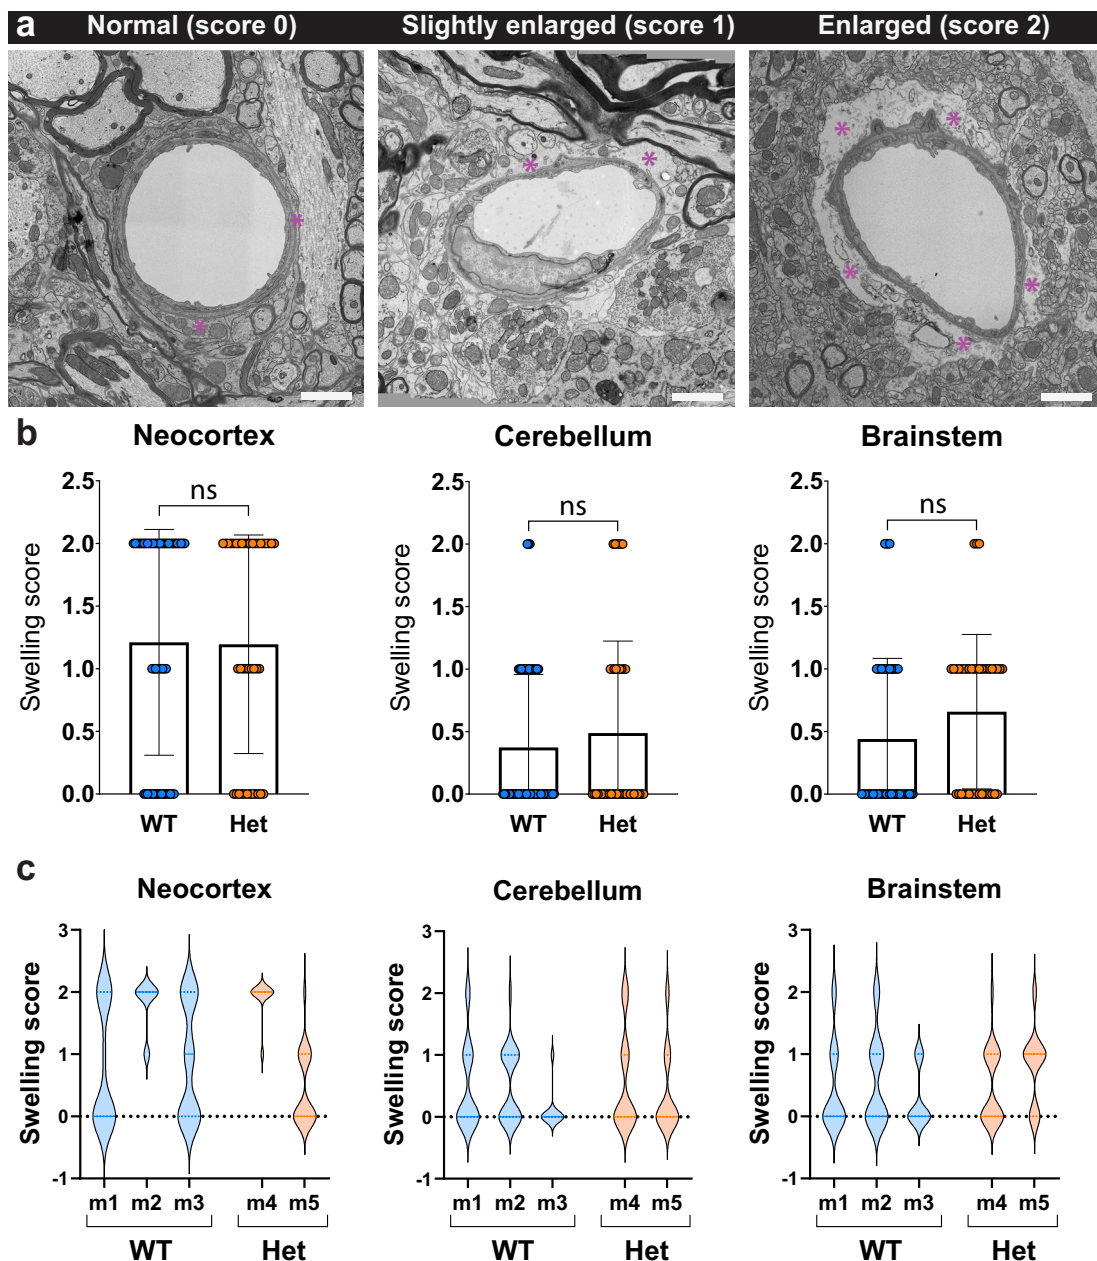 a Normal (score 0) Slightly enlarged (score 1) Enlarged (score 2)
* * * * * * * * *
b Neocortex Cerebellum Brainstem
Swelling score
2.5
2.0
1.5
1.0
0.5
0.0
ns
WT Het
Swelling score
2.5
2.0
1.5
1.0
0.5
0.0
ns
WT Het
Swelling score
2.5
2.0
1.5
1.0
0.5
0.0
ns
WT Het
c Neocortex Cerebellum Brainstem
Swelling score
3
2
1
0
-1
m1 m2 m3 m4 m5
WT Het
Swelling score
3
2
1
0
-1
m1 m2 m3 m4 m5
WT Het
Swelling score
3
2
1
0
-1
m1 m2 m3 m4 m5
WT Het